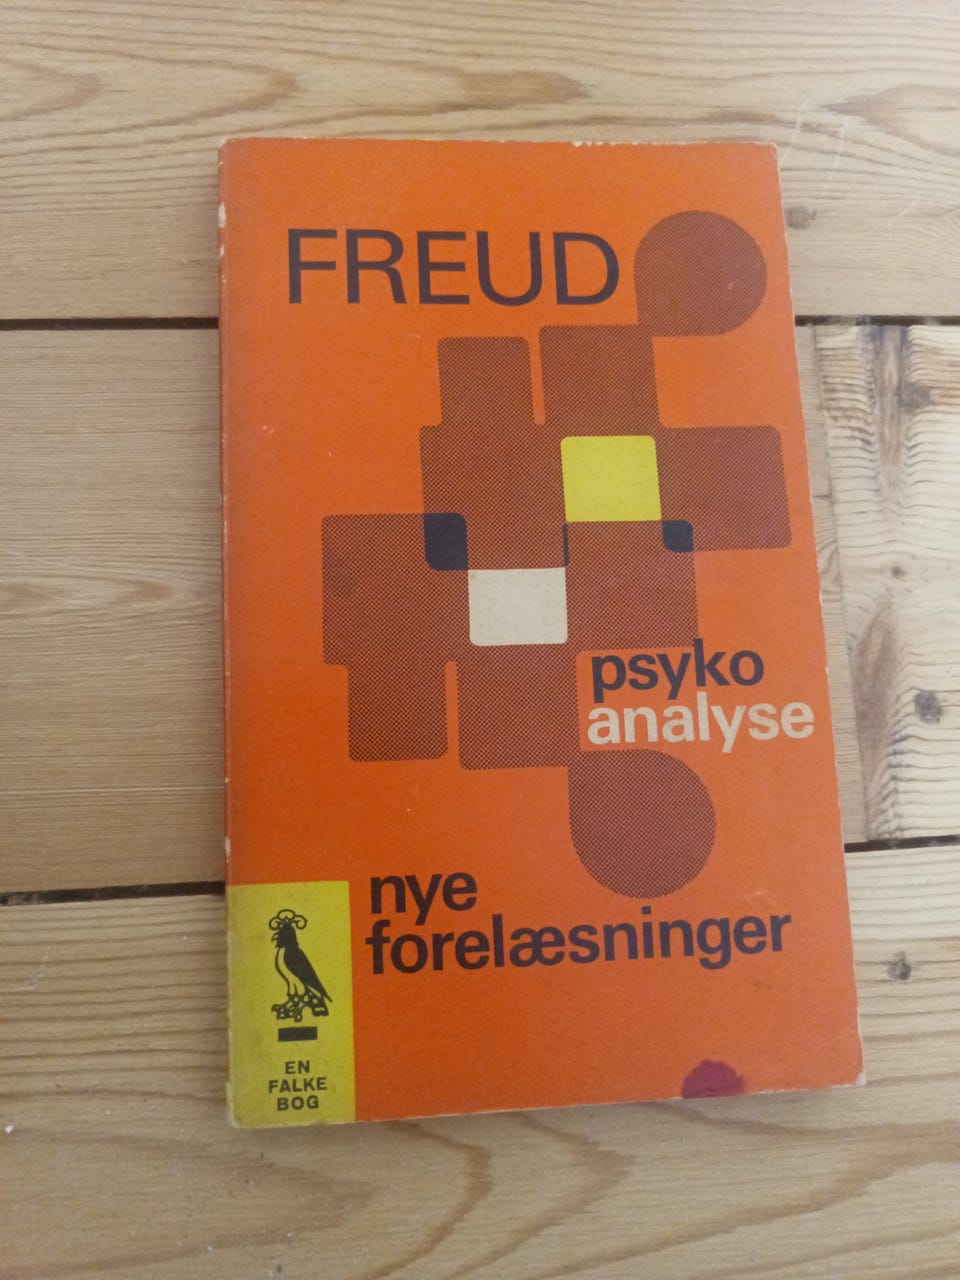 FREUD
psyko
analyse
nye
forelæsninger
EN
FALKE
BOG